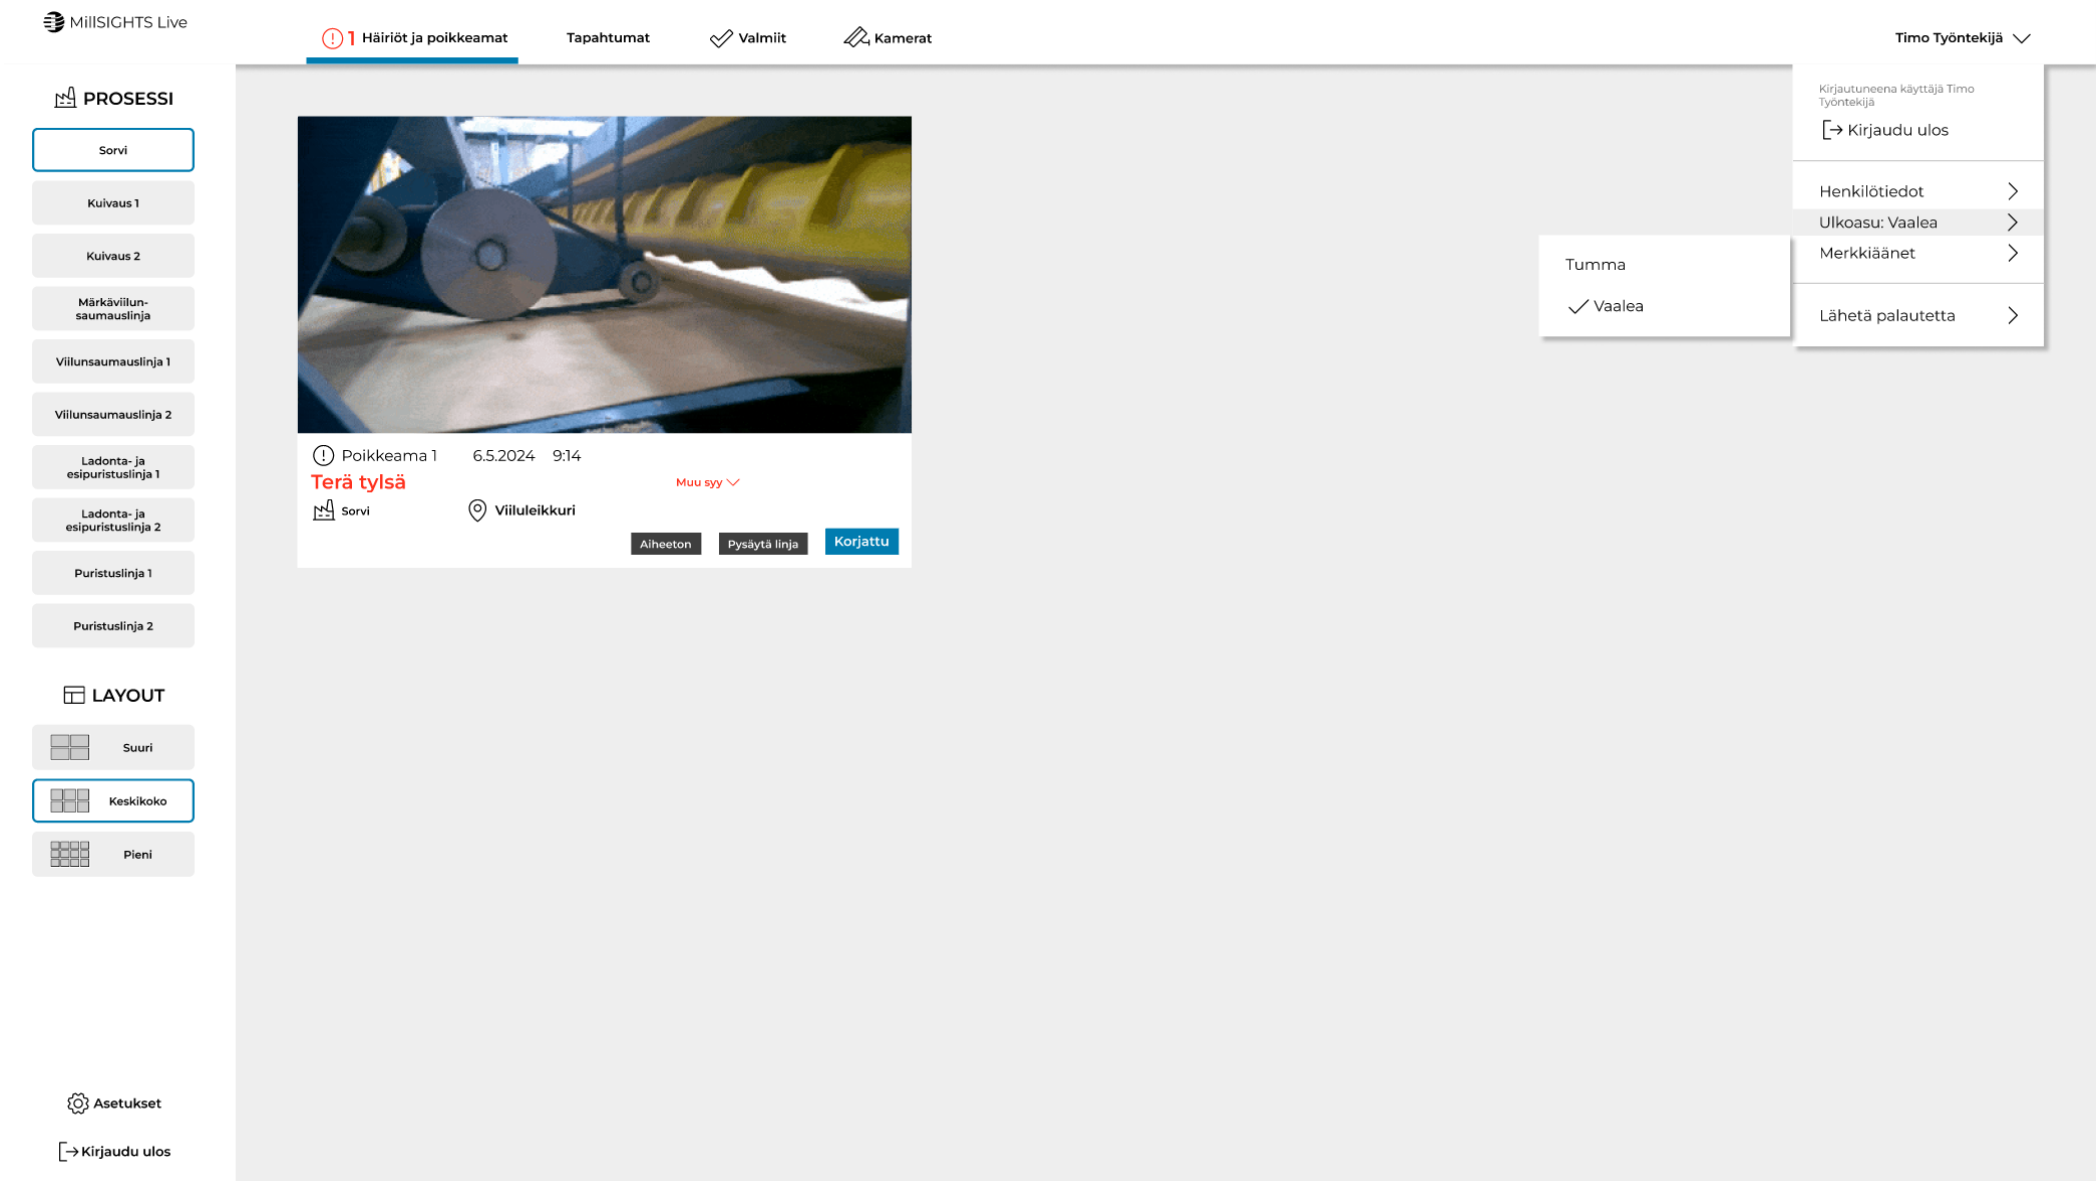 MillSIGHTS Live
1 Häiriöt ja poikkeamat
Tapahtumat
Valmiit
Kamerat
Timo Työntekijä
PROSESSI
Sorvi
Kuivaus 1
Kuivaus 2
Märkäviilun-
saumauslinja
Viilunsaumauslinja 1
Viilunsaumauslinja 2
Ladonta- ja
esipuristuslinja 1
Ladonta- ja
esipuristuslinja 2
Puristuslinja 1
Puristuslinja 2
LAYOUT
Suuri
Keskikoko
Pieni
Asetukset
Kirjaudu ulos
Poikkeama 1 6.5.2024 9:14
Terä tylsä
Muu syy
Sorvi
Viiluleikkuri
Aiheeton
Pysäytä linja
Korjattu
Kirjautuneena käyttäjä Timo
Työntekijä
Kirjaudu ulos
Henkilötiedot
Ulkoasu: Vaalea
Merkkiäänet
Lähetä palautetta
Tumma
Vaalea